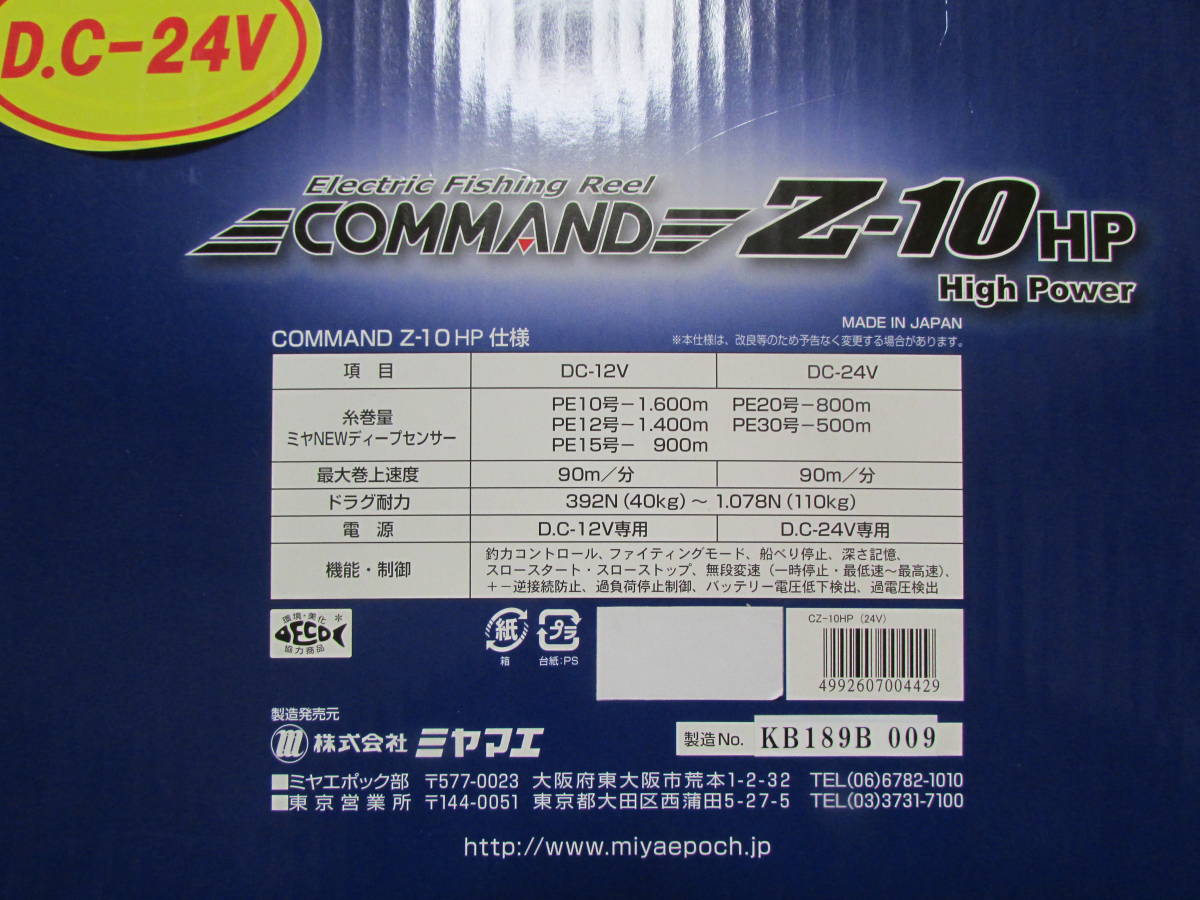 D.C-24V
Electric Fishing Reel
COMMAND Z-10 HP
High Power
MADE IN JAPAN
COMMAND Z-10 HP 仕様
※本仕様は、改良等のため予告なく変更する場合があります。
項 目 DC-12V DC-24V
糸巻量
ミヤNEWディープセンサー
PE10号-1.600m PE20号-800m
PE12号-1.400m PE30号-500m
PE15号- 900m
最大巻上速度 90m/分 90m/分
ドラグ耐力 392N(40kg)~1.078N(110kg)
電 源 D.C-12V専用 D.C-24V専用
機能・制御
釣力コントロール、ファイティングモード、船べり停止、深さ記憶、
スロースタート・スローストップ、無段変速(一時停止・最低速~最高速)、
+-逆接続防止、過負荷停止制御、バッテリー電圧低下検出、過電圧検出
環境・美化
ECO
協力商品
紙
箱
プラ
台紙:PS
CZ-10HP (24V)
4992607004429
製造発売元
m 株式会社 ミヤマエ
製造No. KB189B 009
■ミヤエポック部 〒577-0023 大阪府東大阪市荒本1-2-32 TEL(06)6782-1010
■東京営業所 〒144-0051 東京都大田区西蒲田5-27-5 TEL(03)3731-7100
http://www.miyaepoch.jp